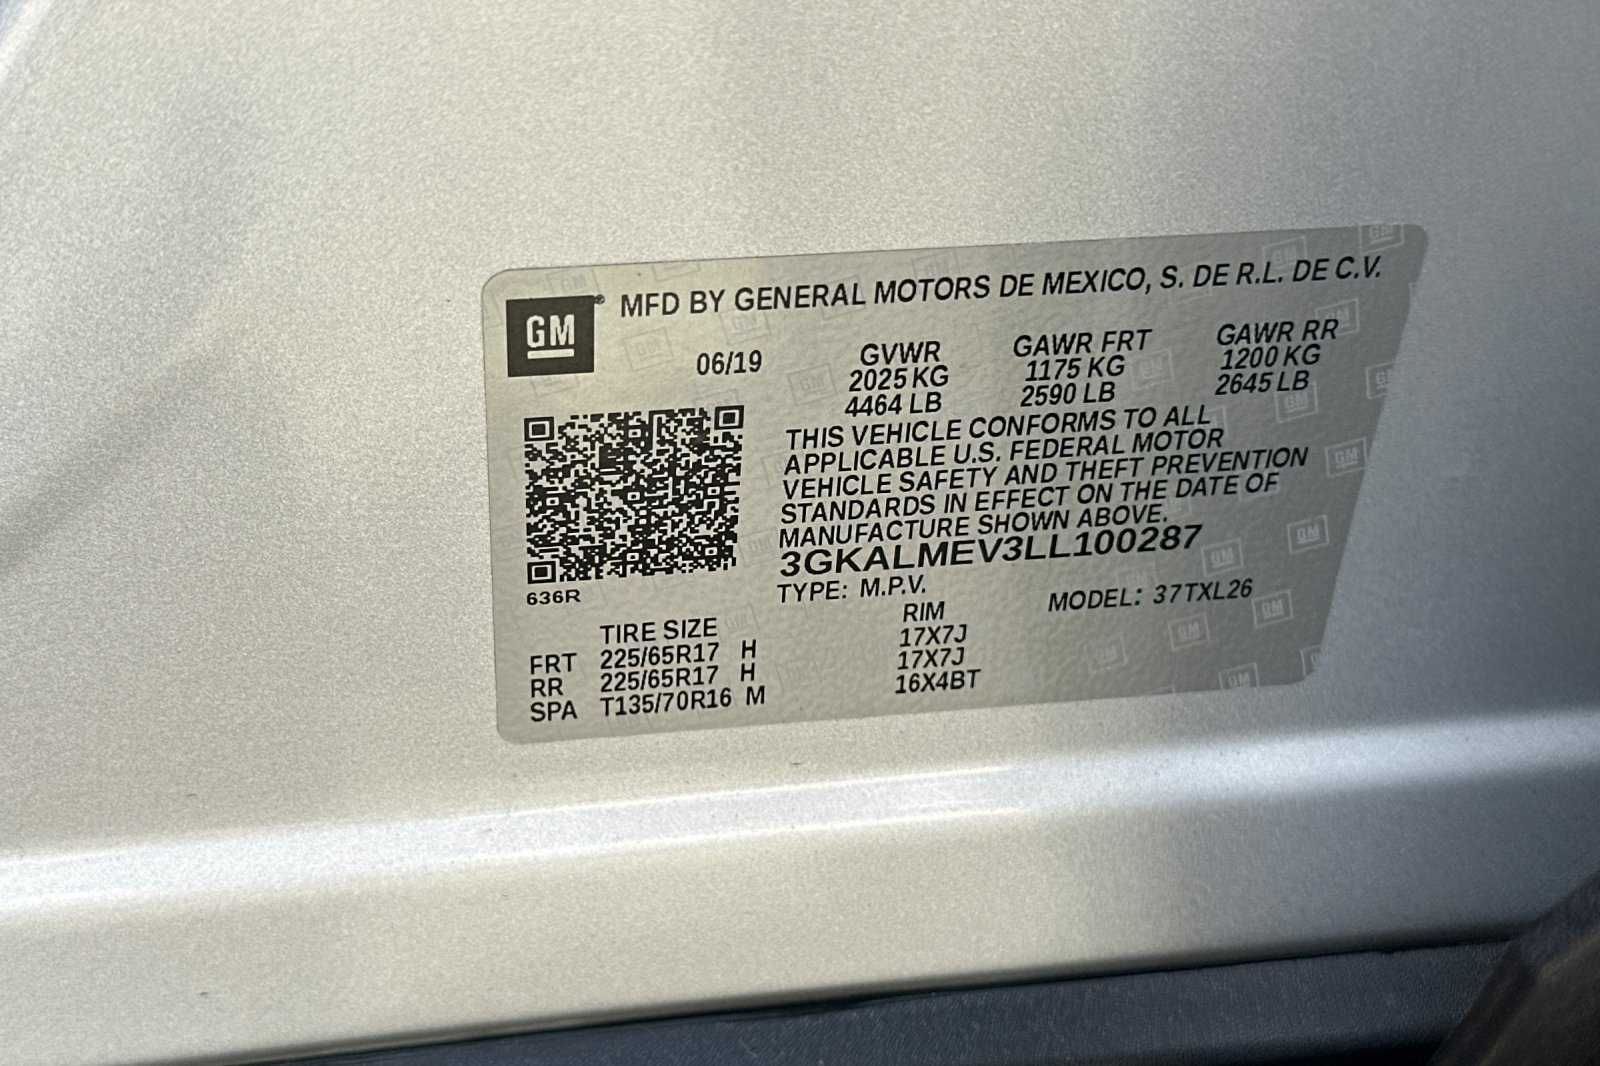 GM® MFD BY GENERAL MOTORS DE MEXICO, S. DE R.L. DE C.V.
06/19 GVWR GAWR FRT GAWR RR
2025 KG 1175 KG 1200 KG
4464 LB 2590 LB 2645 LB
THIS VEHICLE CONFORMS TO ALL
APPLICABLE U.S. FEDERAL MOTOR
VEHICLE SAFETY AND THEFT PREVENTION
STANDARDS IN EFFECT ON THE DATE OF
MANUFACTURE SHOWN ABOVE.
3GKALMEV3LL100287
636R
TYPE: M.P.V. MODEL: 37TXL26
TIRE SIZE RIM
FRT 225/65R17 H 17X7J
RR 225/65R17 H 17X7J
SPA T135/70R16 M 16X4BT